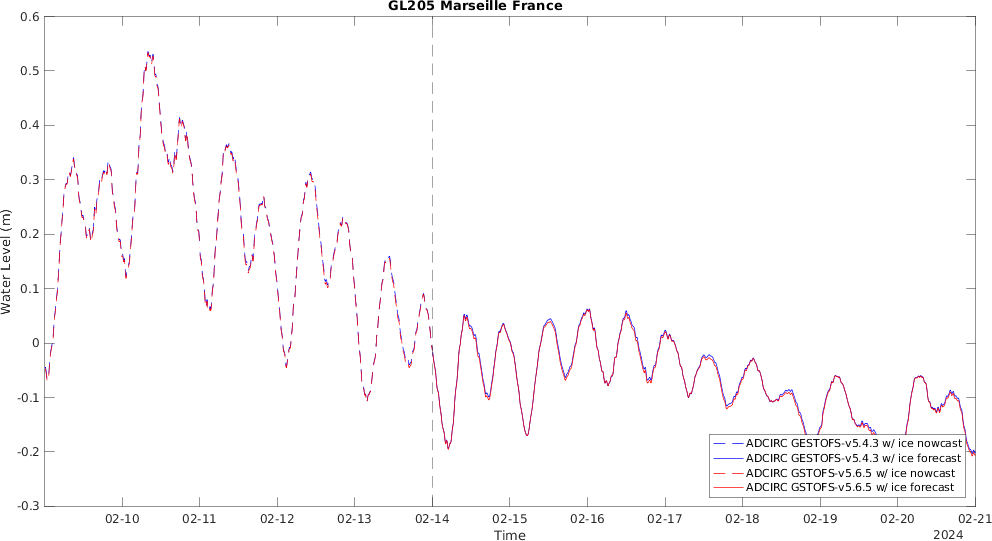 GL205 Marseille France
0.6
0.5
0.4
0.3
0.2
0.1
0
-0.1
-0.2
-0.3
Water Level (m)
ADCIRC GESTOFS-v5.4.3 w/ ice nowcast
ADCIRC GESTOFS-v5.4.3 w/ ice forecast
ADCIRC GSTOFS-v5.6.5 w/ ice nowcast
ADCIRC GSTOFS-v5.6.5 w/ ice forecast
02-10 02-11 02-12 02-13 02-14 02-15 02-16 02-17 02-18 02-19 02-20 02-21
Time
2024